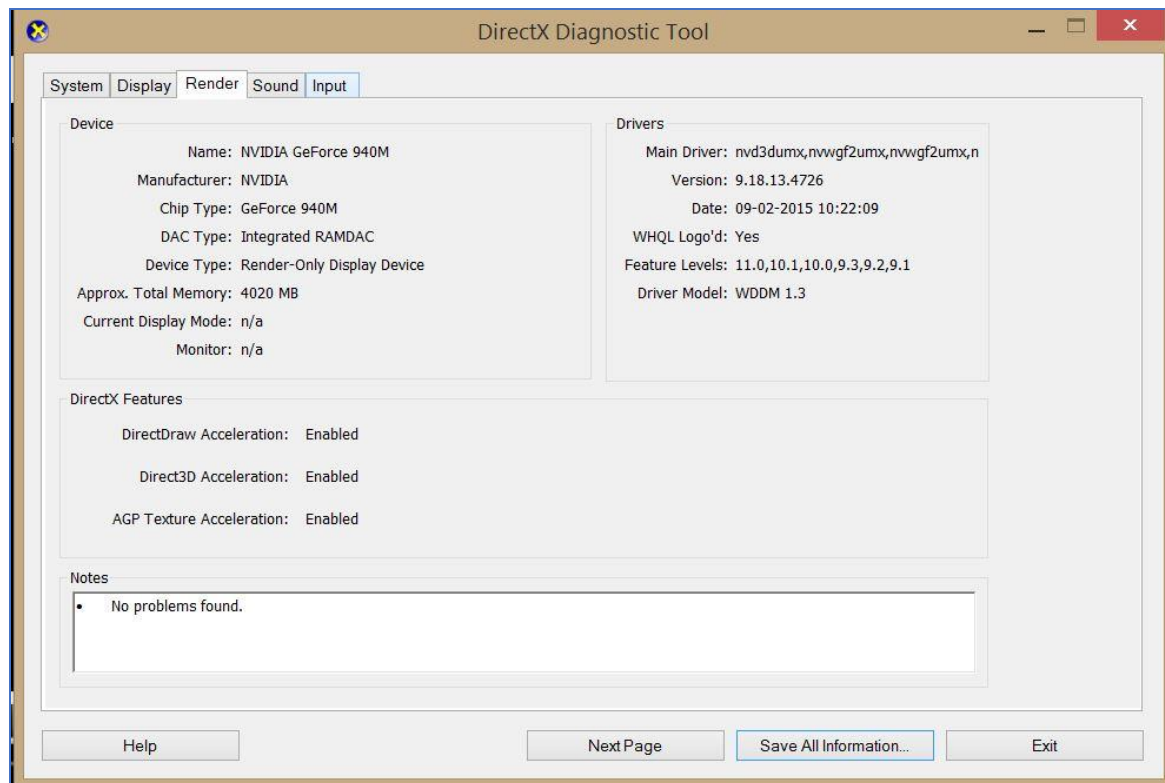 DirectX Diagnostic Tool
System Display Render Sound Input
Device
Name: NVIDIA GeForce 940M
Manufacturer: NVIDIA
Chip Type: GeForce 940M
DAC Type: Integrated RAMDAC
Device Type: Render-Only Display Device
Approx. Total Memory: 4020 MB
Current Display Mode: n/a
Monitor: n/a
Drivers
Main Driver: nvd3dumx,nvwgf2umx,nvwgf2umx,n
Version: 9.18.13.4726
Date: 09-02-2015 10:22:09
WHQL Logo'd: Yes
Feature Levels: 11.0,10.1,10.0,9.3,9.2,9.1
Driver Model: WDDM 1.3
DirectX Features
DirectDraw Acceleration: Enabled
Direct3D Acceleration: Enabled
AGP Texture Acceleration: Enabled
Notes
• No problems found.
Help Next Page Save All Information... Exit